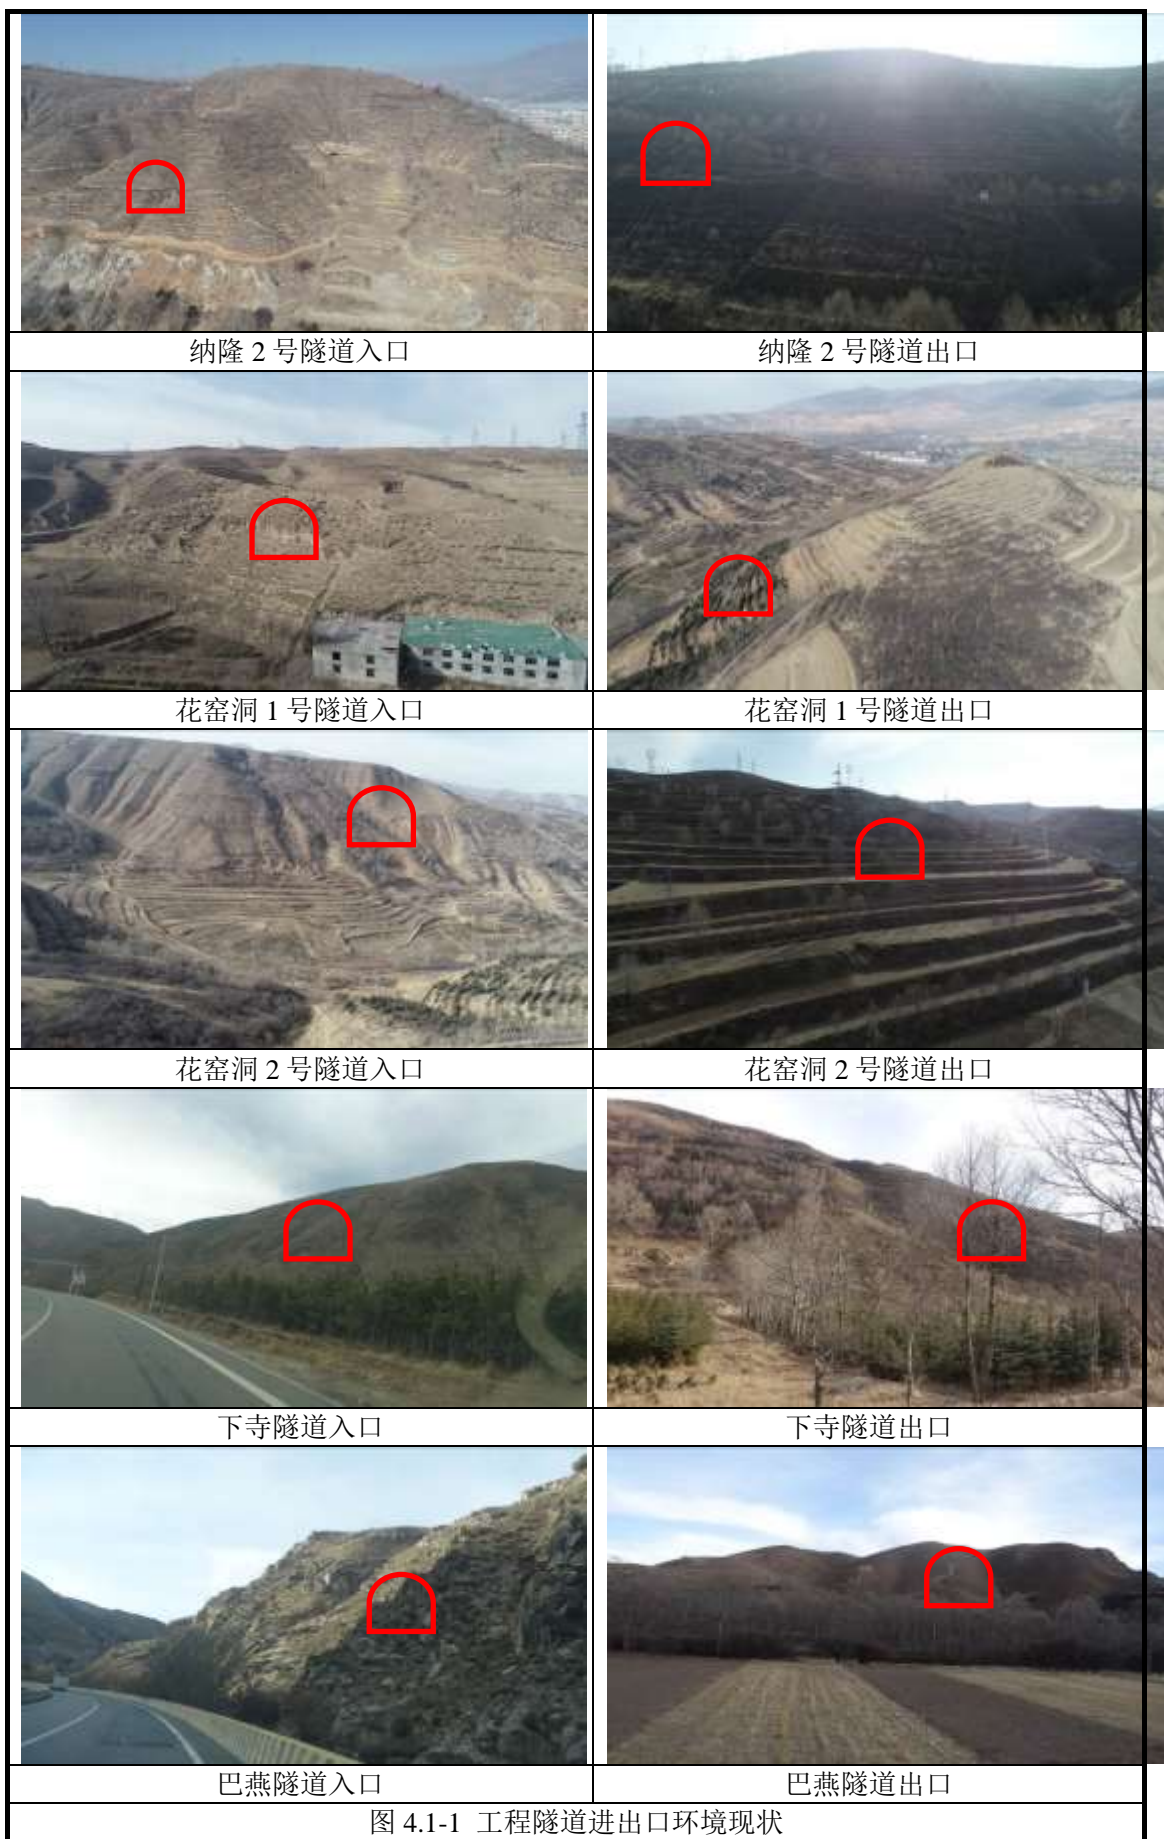 纳隆 2 号隧道入口
纳隆 2 号隧道出口
花窑洞 1 号隧道入口
花窑洞 1 号隧道出口
花窑洞 2 号隧道入口
花窑洞 2 号隧道出口
下寺隧道入口
下寺隧道出口
巴燕隧道入口
巴燕隧道出口
图 4.1-1 工程隧道进出口环境现状